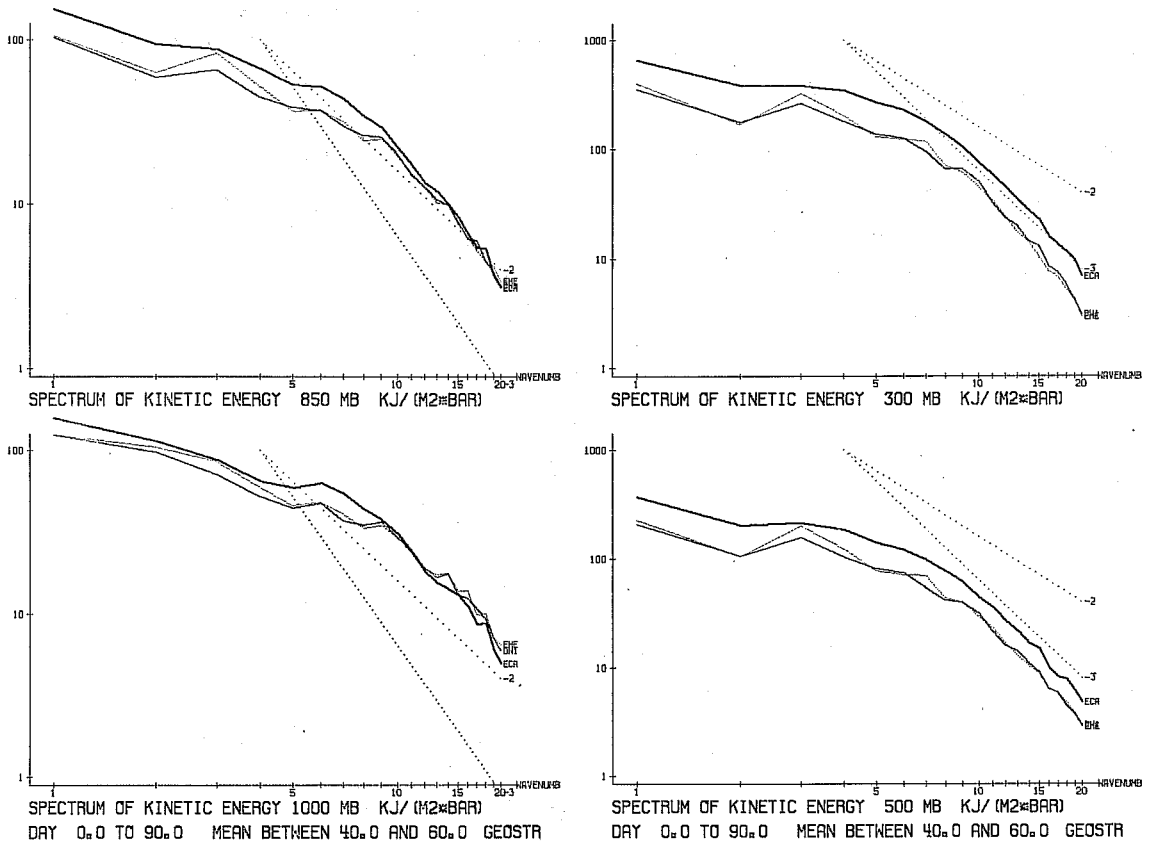 100
10
1
1
5
10
15
20
-3
WAVENUMB
-2
ECA
SPECTRUM OF KINETIC ENERGY 850 MB KJ/(M2*BAR)
1000
100
10
1
1
5
10
15
20
WAVENUMB
-2
-3
ECA
SPECTRUM OF KINETIC ENERGY 300 MB KJ/(M2*BAR)
100
10
1
1
5
10
15
20
-3
WAVENUMB
EHF
ECA
-2
SPECTRUM OF KINETIC ENERGY 1000 MB KJ/(M2*BAR)
DAY 0.0 TO 90.0 MEAN BETWEEN 40.0 AND 60.0 GEOSTR
1000
100
10
1
1
5
10
15
20
WAVENUMB
-2
-3
ECA
SPECTRUM OF KINETIC ENERGY 500 MB KJ/(M2*BAR)
DAY 0.0 TO 90.0 MEAN BETWEEN 40.0 AND 60.0 GEOSTR